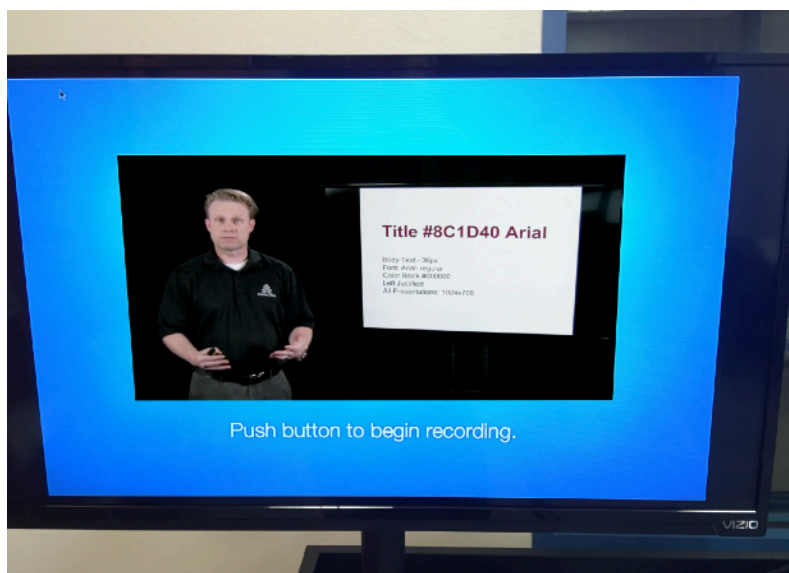 Title #8C1D40 Arial
Body Text - 36px
Font: Arial regular
Color Black #000000
Left Justified
All Presentations: 1024x768
Push button to begin recording.
VIZIO